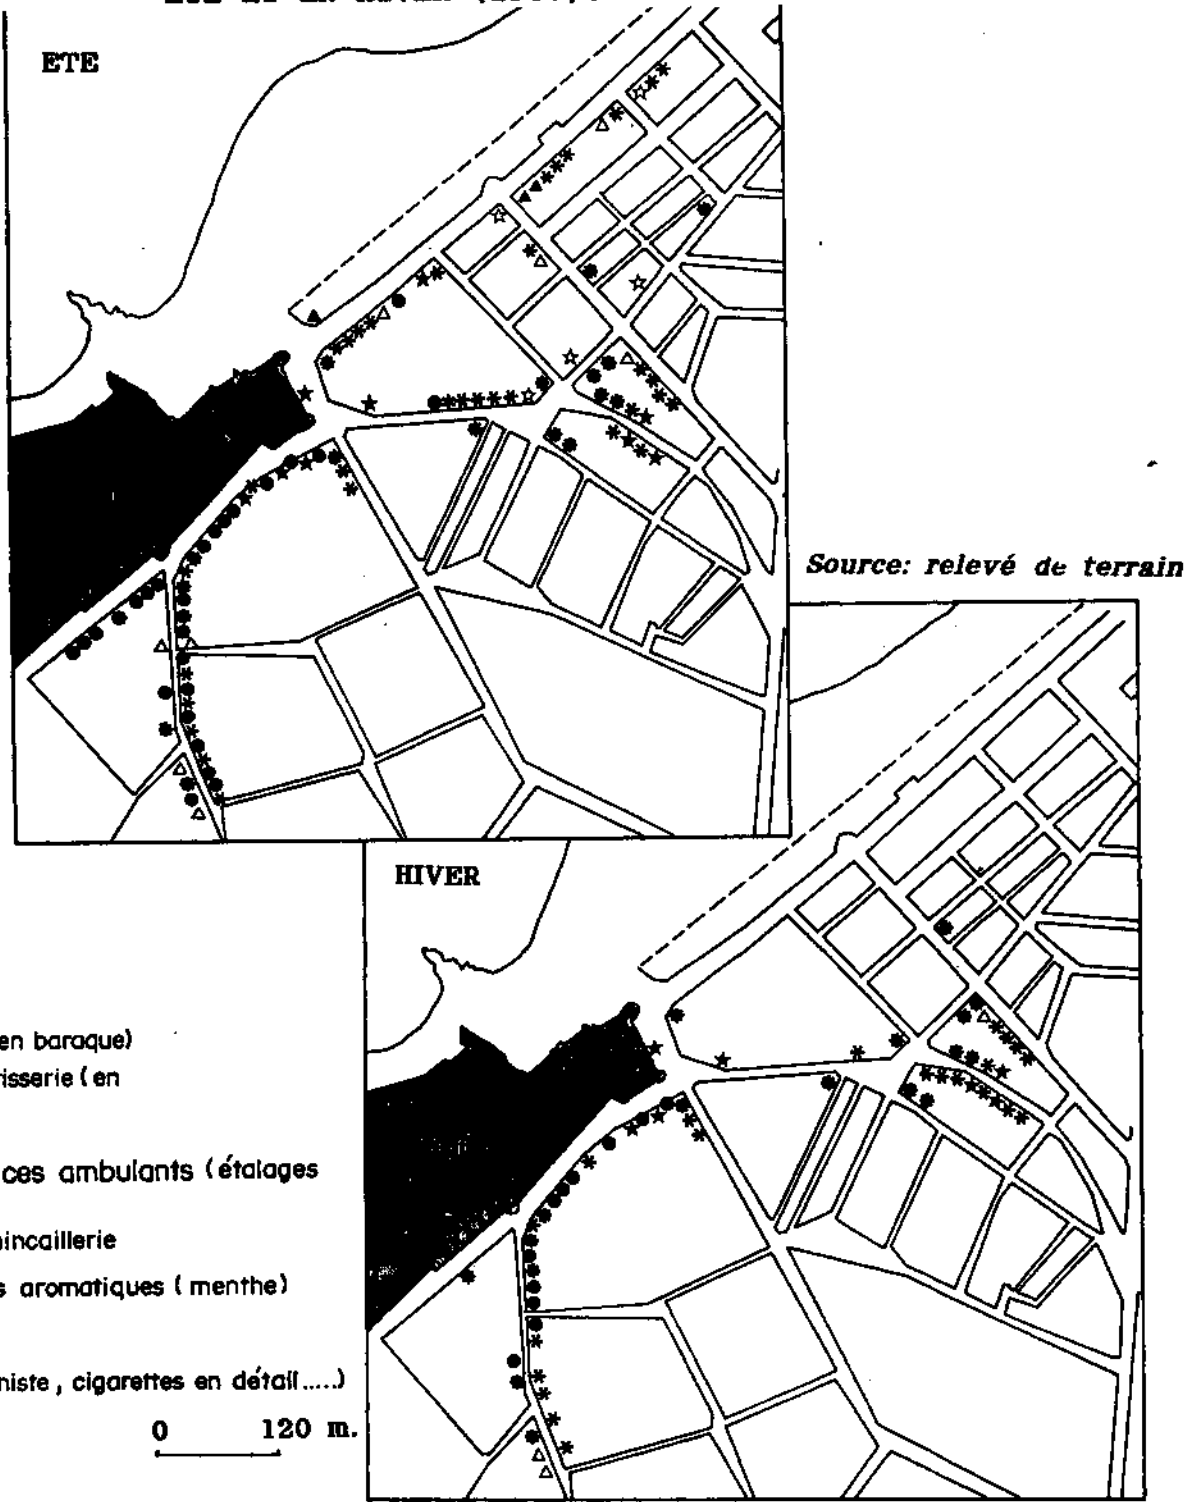 ETE
Source: relevé de terrain
HIVER
en baraque)
risserie (en
ces ambulants (étalages
incaillerie
s aromatiques (menthe)
niste, cigarettes en détail.....)
0 120 m.